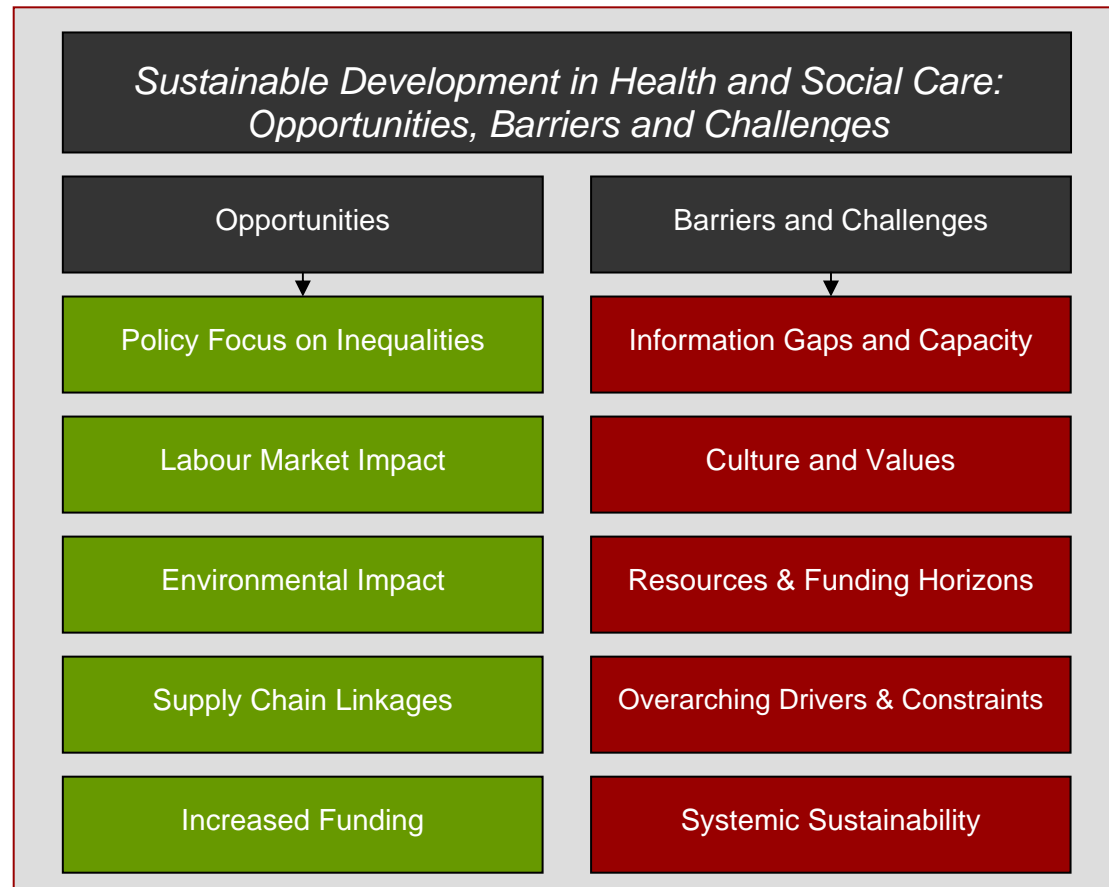 Sustainable Development in Health and Social Care:
Opportunities, Barriers and Challenges
Opportunities
Policy Focus on Inequalities
Labour Market Impact
Environmental Impact
Supply Chain Linkages
Increased Funding
Barriers and Challenges
Information Gaps and Capacity
Culture and Values
Resources & Funding Horizons
Overarching Drivers & Constraints
Systemic Sustainability